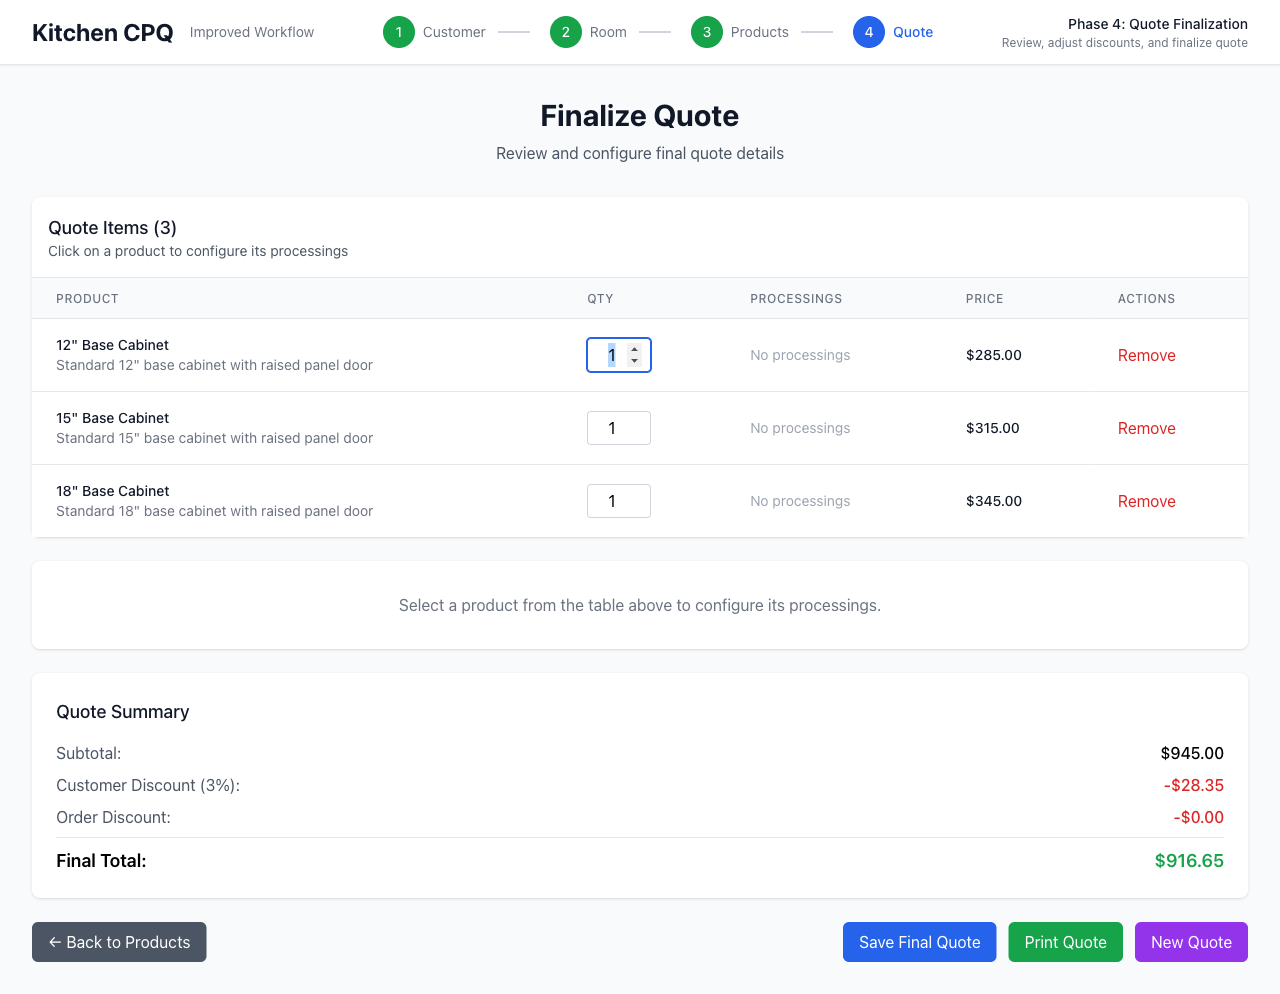 Kitchen CPQ
Improved Workflow
1 Customer
2 Room
3 Products
4 Quote
Phase 4: Quote Finalization
Review, adjust discounts, and finalize quote
Finalize Quote
Review and configure final quote details
Quote Items (3)
Click on a product to configure its processings
PRODUCT QTY PROCESSINGS PRICE ACTIONS
12" Base Cabinet
Standard 12" base cabinet with raised panel door
1 No processings $285.00 Remove
15" Base Cabinet
Standard 15" base cabinet with raised panel door
1 No processings $315.00 Remove
18" Base Cabinet
Standard 18" base cabinet with raised panel door
1 No processings $345.00 Remove
Select a product from the table above to configure its processings.
Quote Summary
Subtotal: $945.00
Customer Discount (3%): -$28.35
Order Discount: -$0.00
Final Total: $916.65
← Back to Products
Save Final Quote
Print Quote
New Quote